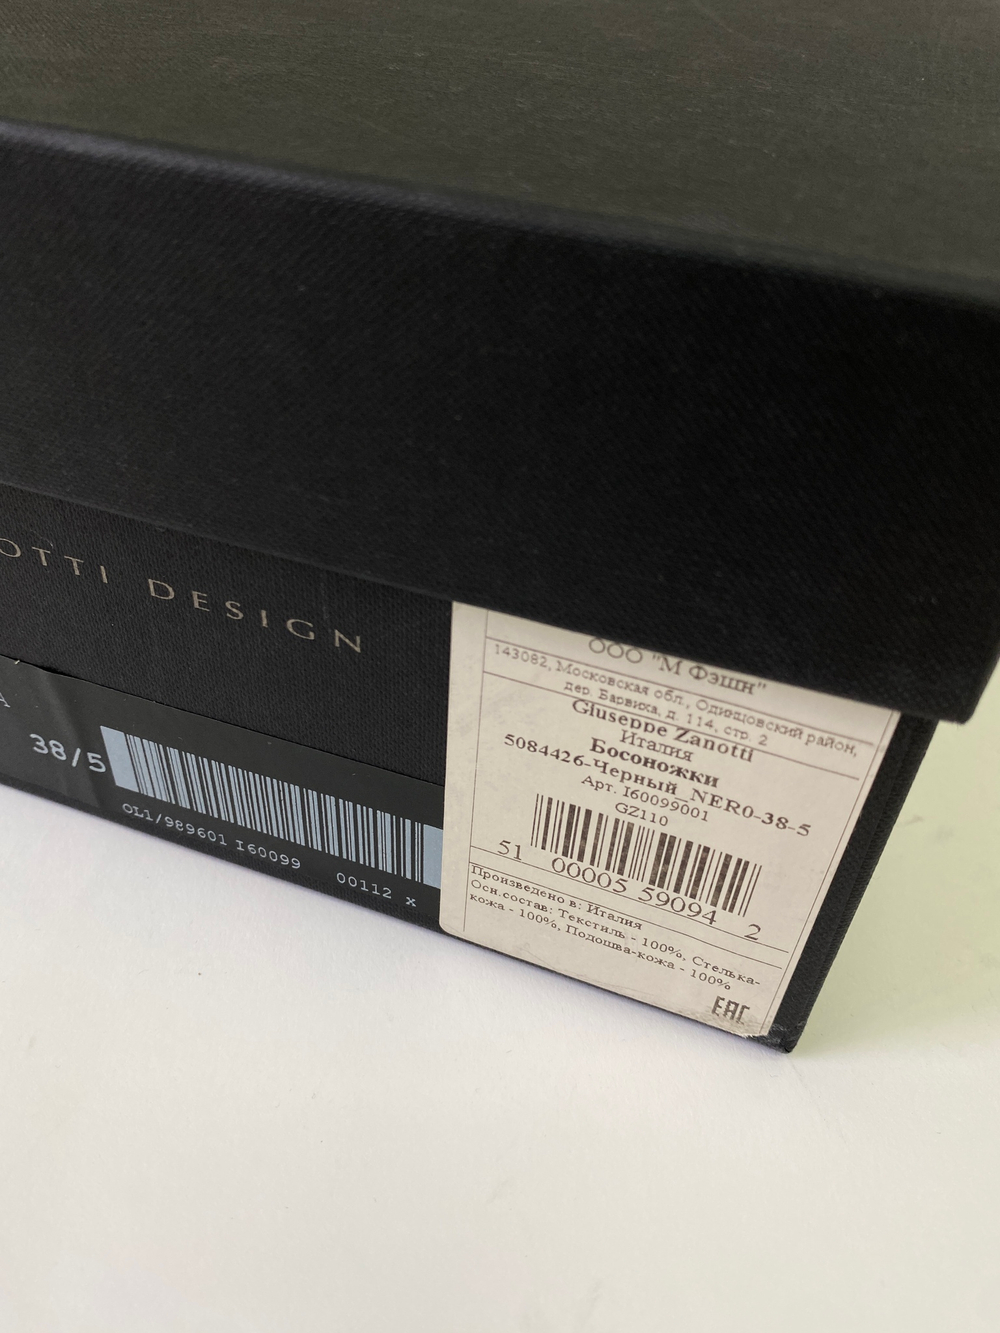 OTTI DESIGN
A
38/5
OL1/989601 I60099
00112 x
ООО "М Фэшн"
143082, Московская обл., Одинцовский район,
дер. Барвиха, д. 114, стр. 2
Giuseppe Zanotti
Италия
Босоножки
5084426-Черный_NER0-38-5
Арт. I60099001
GZ110
51 00005 59094 2
Произведено в: Италия
Осн.состав: Текстиль - 100%, Стелька-
кожа - 100%, Подошва-кожа - 100%
EAC